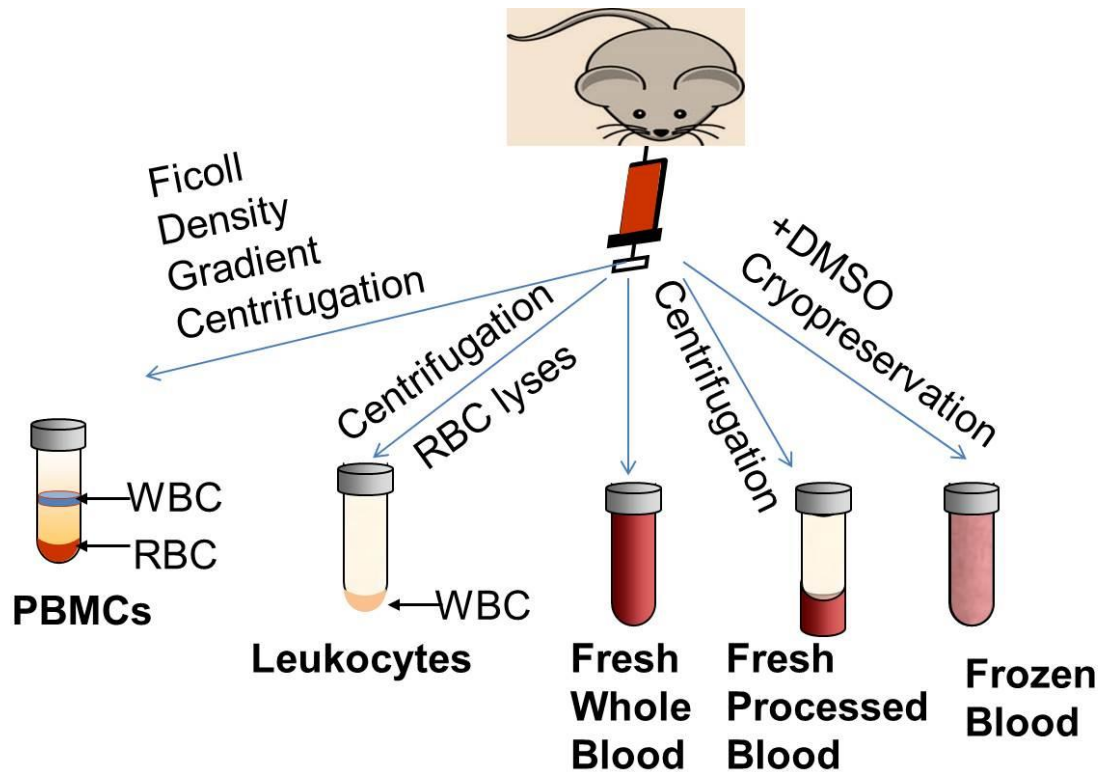 Ficoll
Density
Gradient
Centrifugation
Centrifugation
RBC lyses
Centrifugation
+DMSO
Cryopreservation
WBC
RBC
PBMCs
WBC
Leukocytes
Fresh
Whole
Blood
Fresh
Processed
Blood
Frozen
Blood